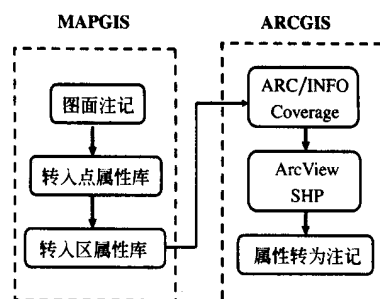 MAPGIS
图面注记
转入点属性库
转入区属性库
ARCGIS
ARC/INFO
Coverage
ArcView
SHP
属性转为注记